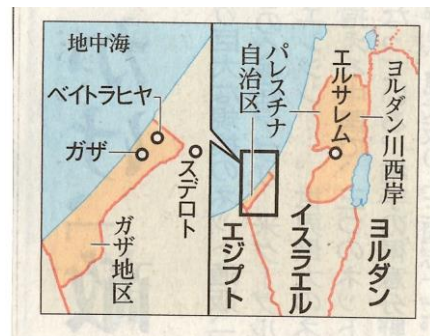 地中海
ベイトラヒヤ
ガザ
スデロト
ガザ地区
パレスチナ
自治区
エルサレム
ヨルダン川西岸
エジプト
イスラエル
ヨルダン